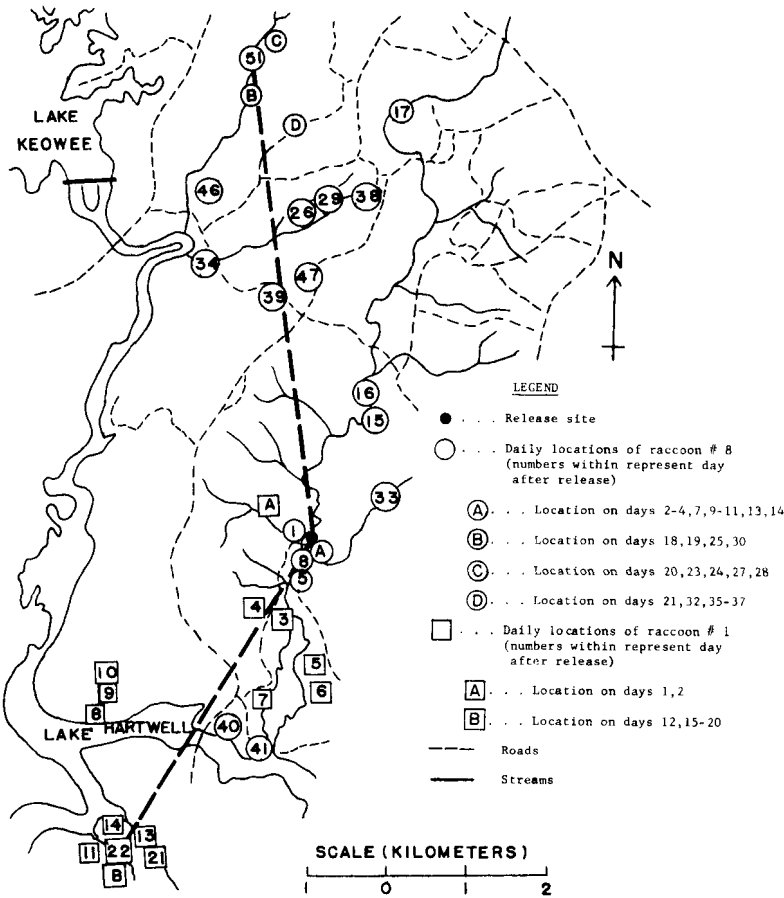 C
51
LAKE
KEOWEE
B
D
17
46
26
29
38
34
47
39
N
16
15
33
A
1
A
8
5
4
3
5
6
7
10
9
8
LAKE HARTWELL
40
41
14
13
11
22
21
B
LEGEND
. . . Release site
. . . Daily locations of raccoon # 8
(numbers within represent day
after release)
A . . . Location on days 2-4,7,9-11,13,14
B . . . Location on days 18,19,25,30
C . . . Location on days 20,23,24,27,28
D . . . Location on days 21,32,35-37
. . . Daily locations of raccoon # 1
(numbers within represent day
after release)
A . . . Location on days 1,2
B . . . Location on days 12,15-20
Roads
Streams
SCALE (KILOMETERS)
1 0 1 2